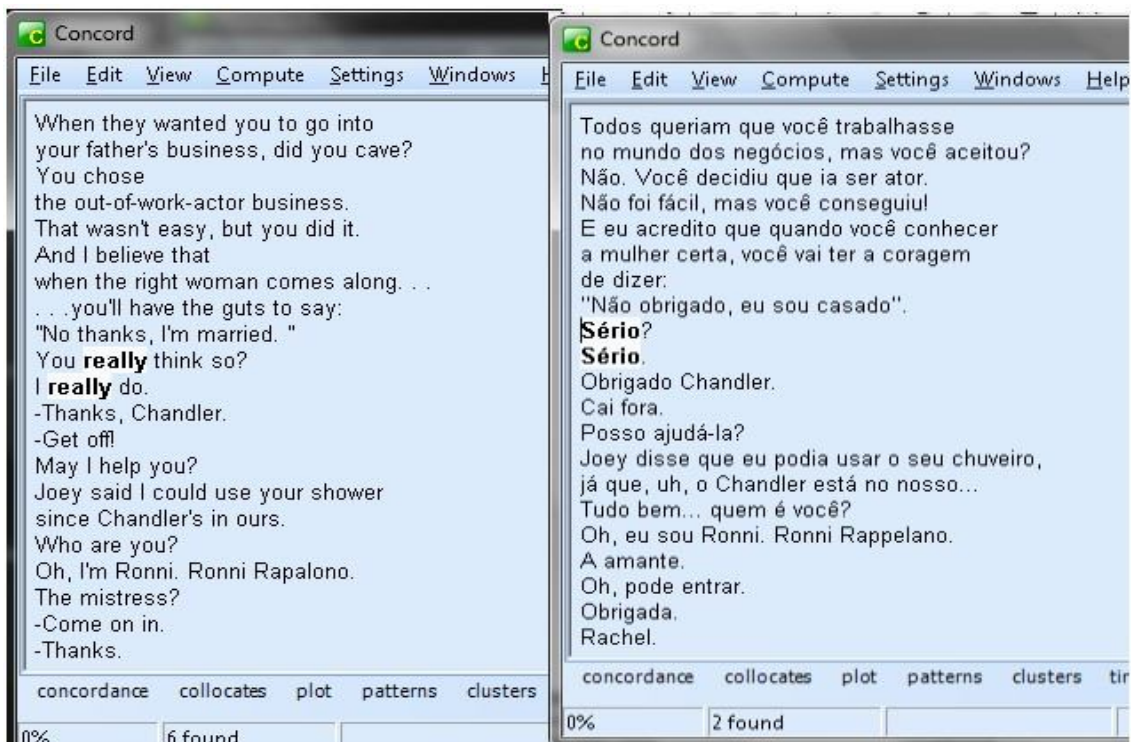 Concord
File Edit View Compute Settings Windows H
When they wanted you to go into
your father's business, did you cave?
You chose
the out-of-work-actor business.
That wasn't easy, but you did it.
And I believe that
when the right woman comes along. . .
. . .you'll have the guts to say:
"No thanks, I'm married. "
You really think so?
I really do.
-Thanks, Chandler.
-Get off!
May I help you?
Joey said I could use your shower
since Chandler's in ours.
Who are you?
Oh, I'm Ronni. Ronni Rapalono.
The mistress?
-Come on in.
-Thanks.
concordance collocates plot patterns clusters
0% 6 found
Concord
File Edit View Compute Settings Windows Help
Todos queriam que você trabalhasse
no mundo dos negócios, mas você aceitou?
Não. Você decidiu que ia ser ator.
Não foi fácil, mas você conseguiu!
E eu acredito que quando você conhecer
a mulher certa, você vai ter a coragem
de dizer:
"Não obrigado, eu sou casado".
Sério?
Sério.
Obrigado Chandler.
Cai fora.
Posso ajudá-la?
Joey disse que eu podia usar o seu chuveiro,
já que, uh, o Chandler está no nosso...
Tudo bem... quem é você?
Oh, eu sou Ronni. Ronni Rappelano.
A amante.
Oh, pode entrar.
Obrigada.
Rachel.
concordance collocates plot patterns clusters
0% 2 found